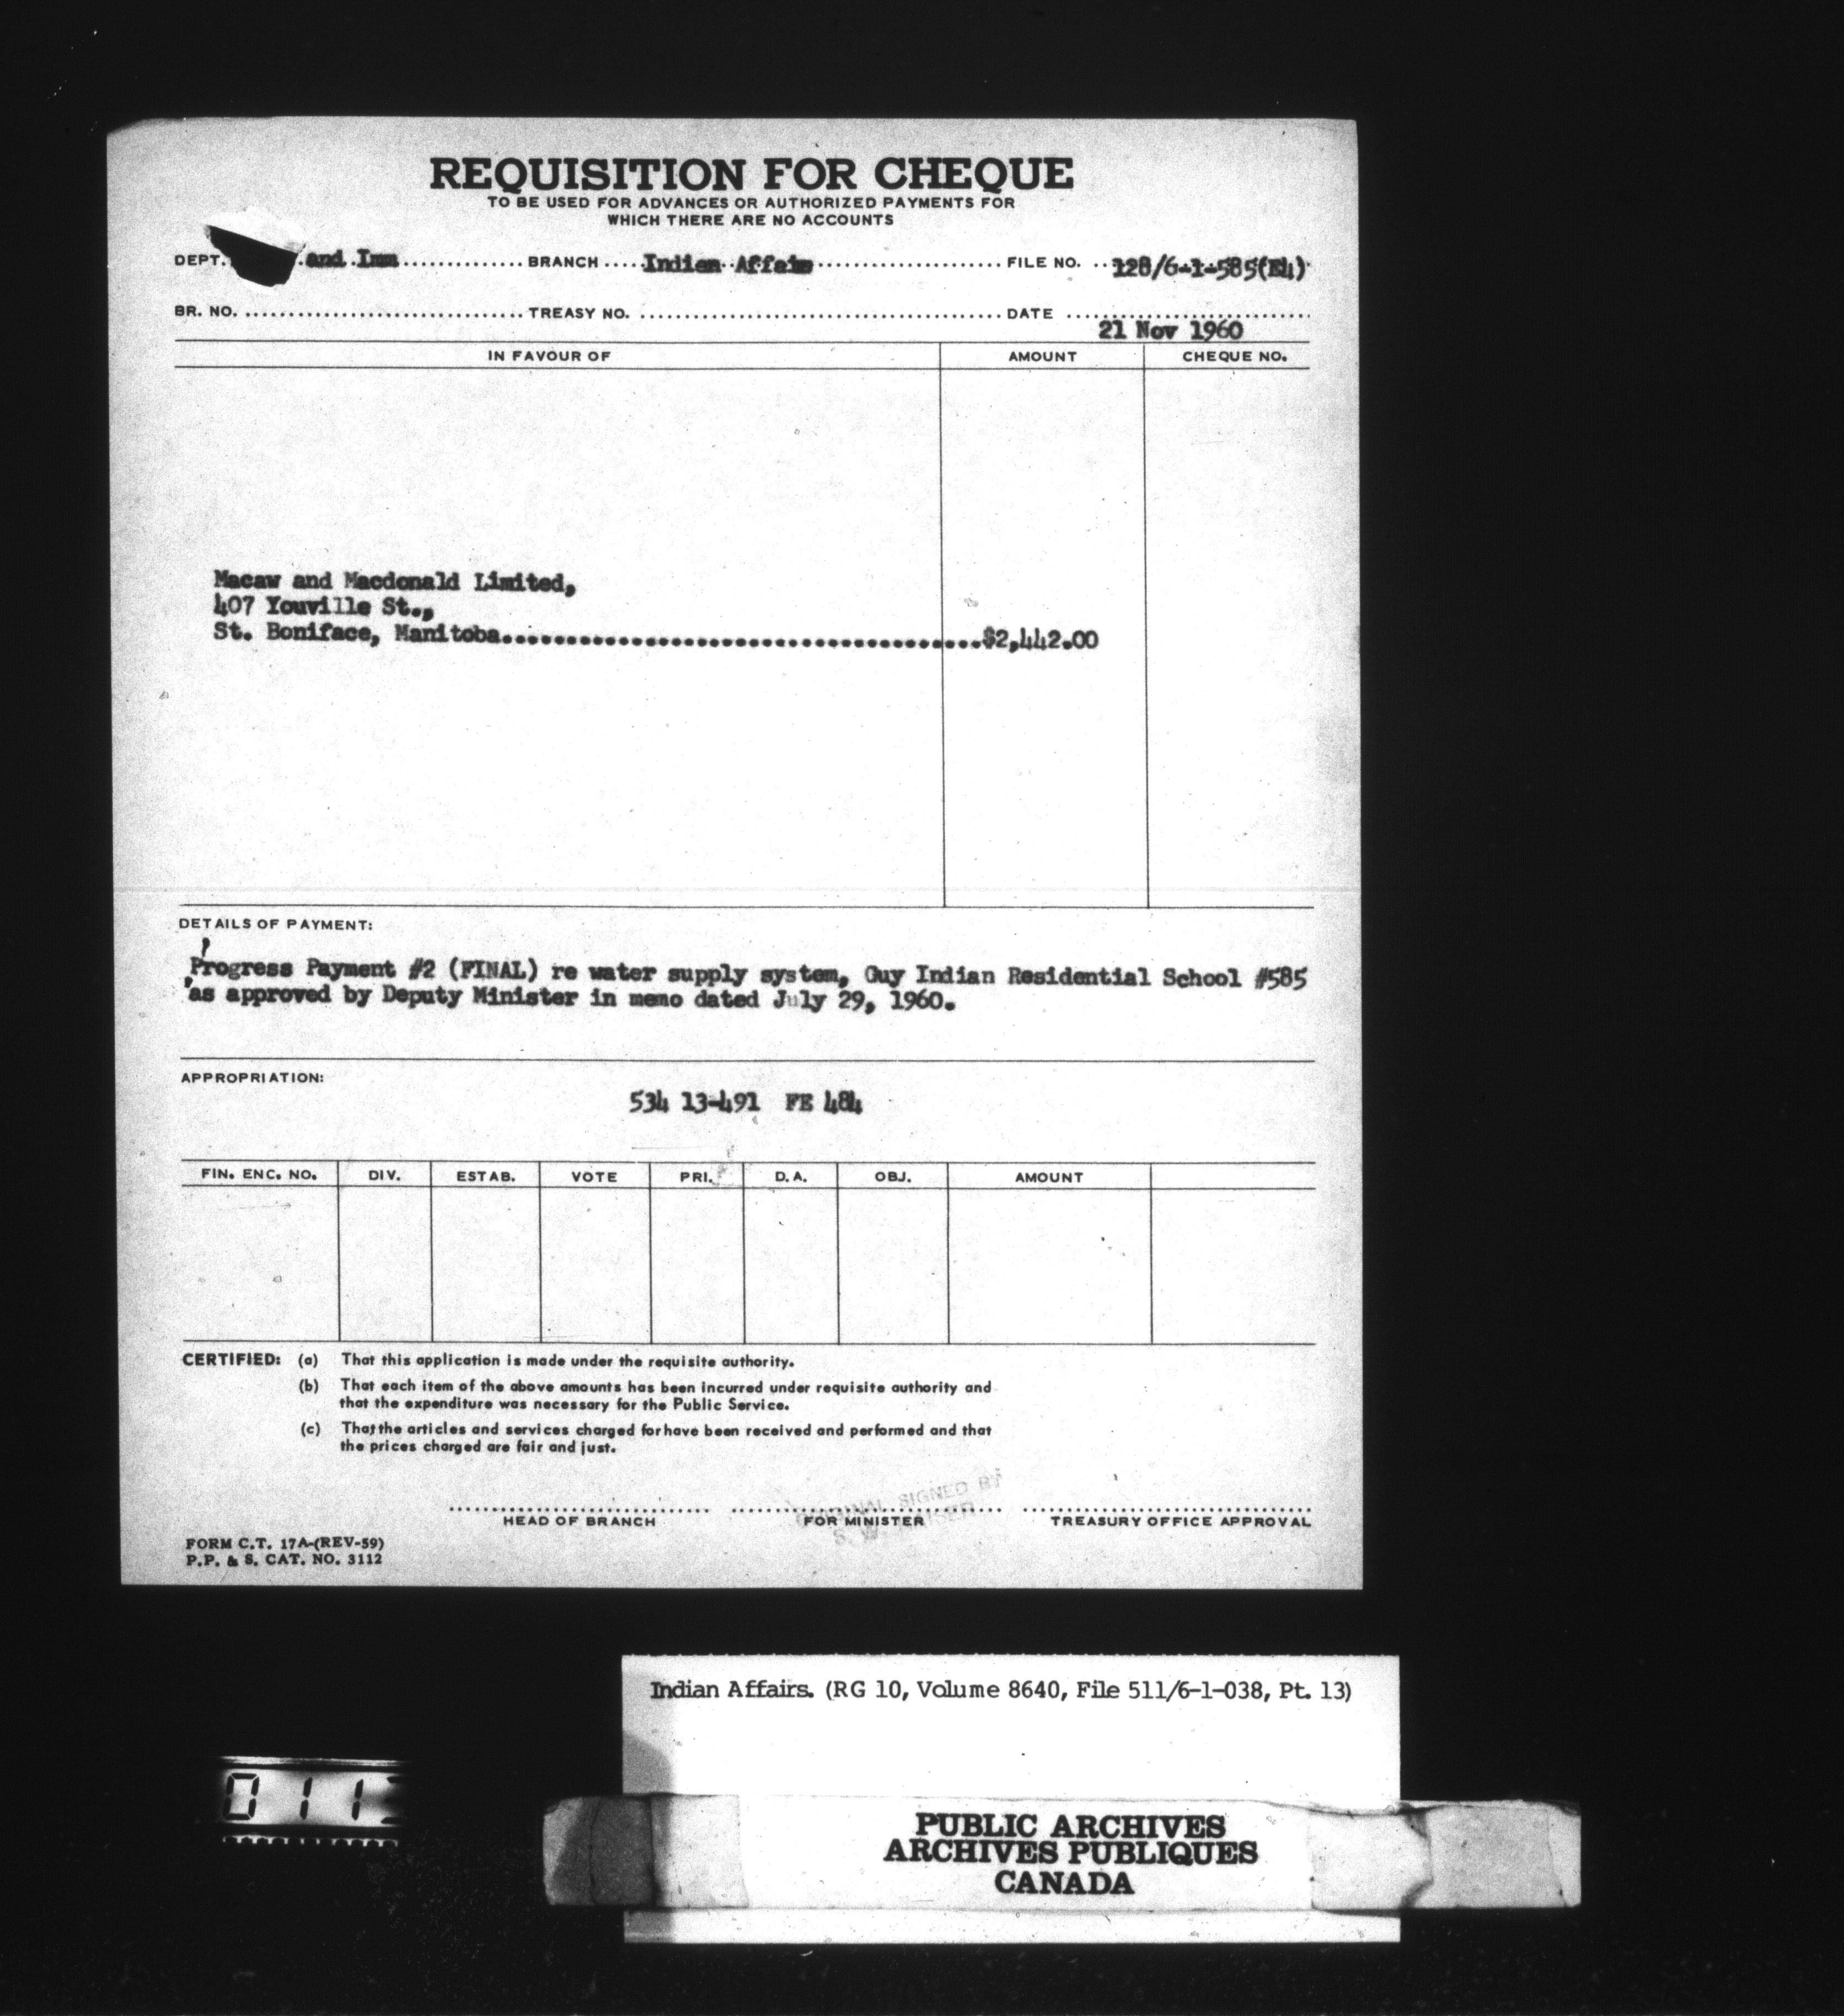 REQUISITION FOR CHEQUE
TO BE USED FOR ADVANCES OR AUTHORIZED PAYMENTS FOR
WHICH THERE ARE NO ACCOUNTS
DEPT. and Imm BRANCH Indian Affairs FILE NO. 128/6-1-585(E4)
BR. NO. TREASY NO. DATE
21 Nov 1960
IN FAVOUR OF AMOUNT CHEQUE NO.
Macaw and Macdonald Limited,
407 Youville St.,
St. Boniface, Manitoba.......................................$2,442.00
DETAILS OF PAYMENT:
Progress Payment #2 (FINAL) re water supply system, Guy Indian Residential School #585
as approved by Deputy Minister in memo dated July 29, 1960.
APPROPRIATION:
534 13-491 FE 484
FIN. ENC. NO. DIV. ESTAB. VOTE PRI. D.A. OBJ. AMOUNT
CERTIFIED: (a) That this application is made under the requisite authority.
(b) That each item of the above amounts has been incurred under requisite authority and
that the expenditure was necessary for the Public Service.
(c) That the articles and services charged for have been received and performed and that
the prices charged are fair and just.
SIGNED BY
HEAD OF BRANCH FOR MINISTER TREASURY OFFICE APPROVAL
FORM C.T. 17A-(REV-59)
P.P. & S. CAT. NO. 3112
Indian Affairs. (RG 10, Volume 8640, File 511/6-1-038, Pt. 13)
011
PUBLIC ARCHIVES
ARCHIVES PUBLIQUES
CANADA